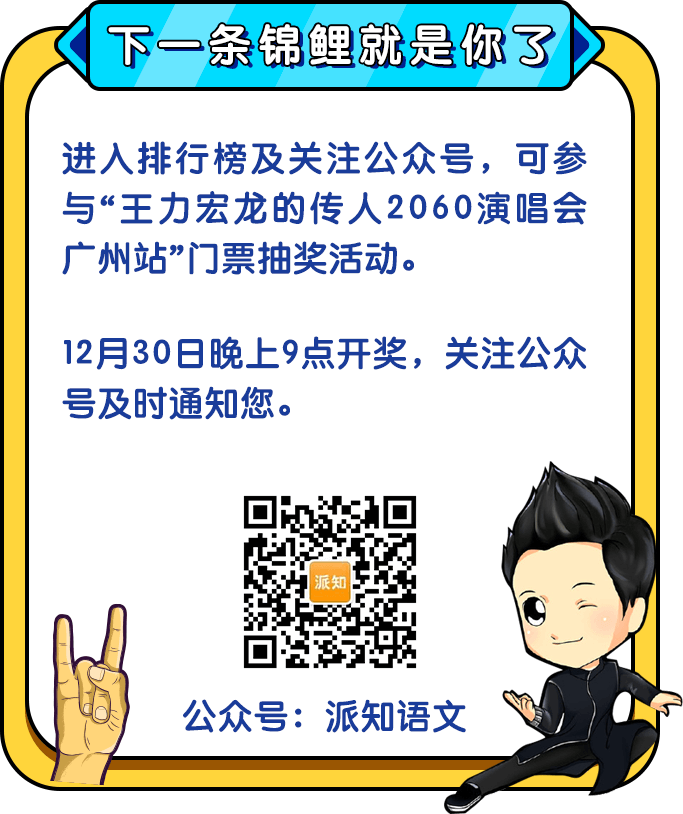 下一条锦鲤就是你了
进入排行榜及关注公众号，可参
与“王力宏龙的传人2060演唱会
广州站”门票抽奖活动。
12月30日晚上9点开奖，关注公众
号及时通知您。
派知
公众号：派知语文